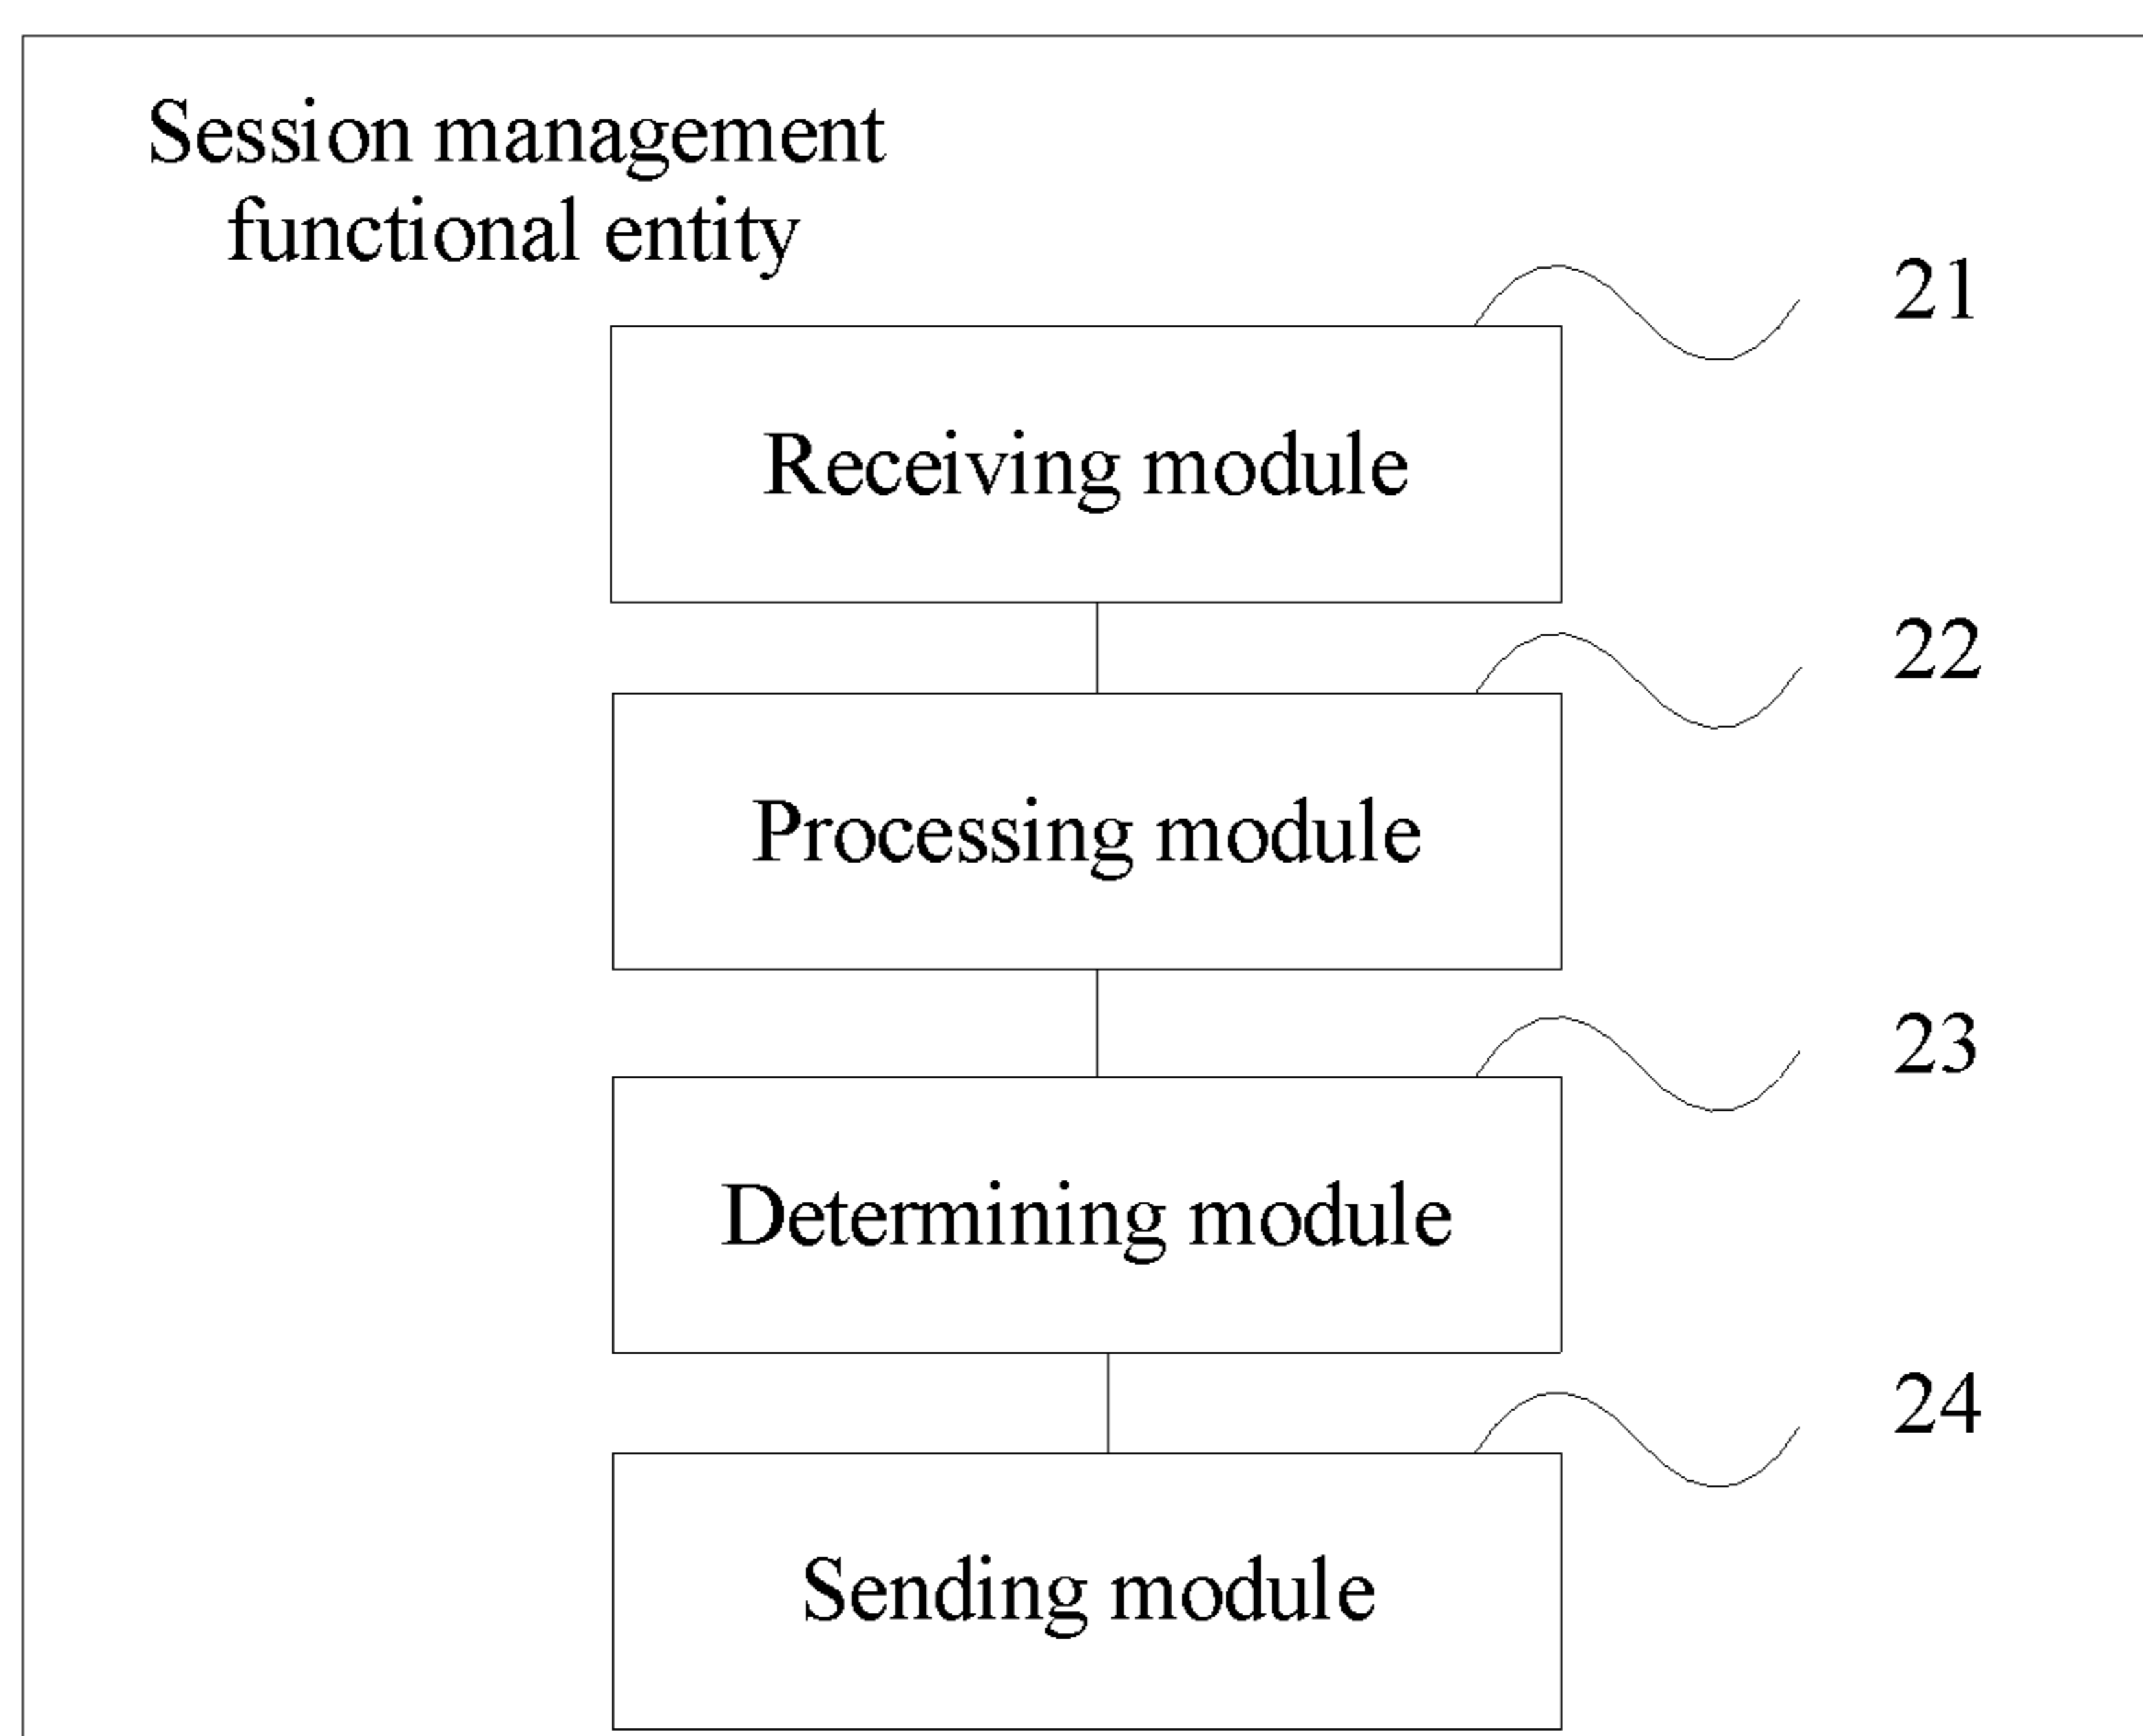 Session management
functional entity
21
Receiving module
22
Processing module
23
Determining module
24
Sending module